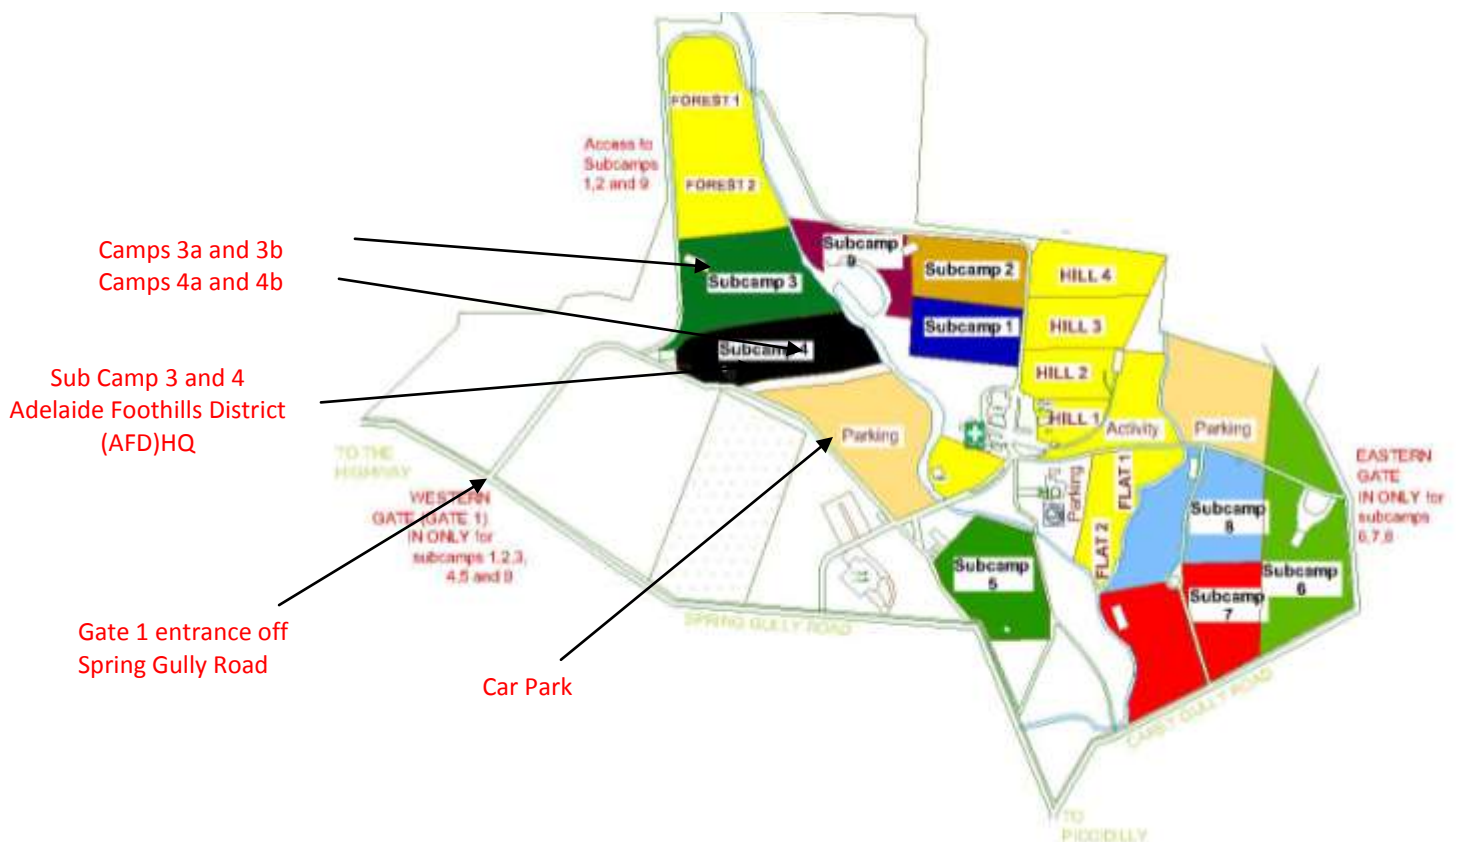 FOREST 1
Access to
Subcamps
1,2 and 9
FOREST 2
Camps 3a and 3b
Camps 4a and 4b
Subcamp
9
Subcamp 2
HILL 4
Subcamp 3
Subcamp 1
HILL 3
Subcamp 4
HILL 2
Sub Camp 3 and 4
Adelaide Foothills District
(AFD)HQ
HILL 1
Parking
Activity
Parking
TO THE
HIGHWAY
WESTERN
GATE (GATE 1)
IN ONLY for
subcamps 1,2,3,
4,5 and 9
EASTERN
GATE
IN ONLY for
subcamps
6,7,8
FLAT 1
HQ
Parking
FLAT 2
Subcamp
8
Subcamp
5
Subcamp
6
Subcamp
7
SPRING GULLY ROAD
Gate 1 entrance off
Spring Gully Road
Car Park
CAREY GULLY ROAD
TO
PICCIDILLY